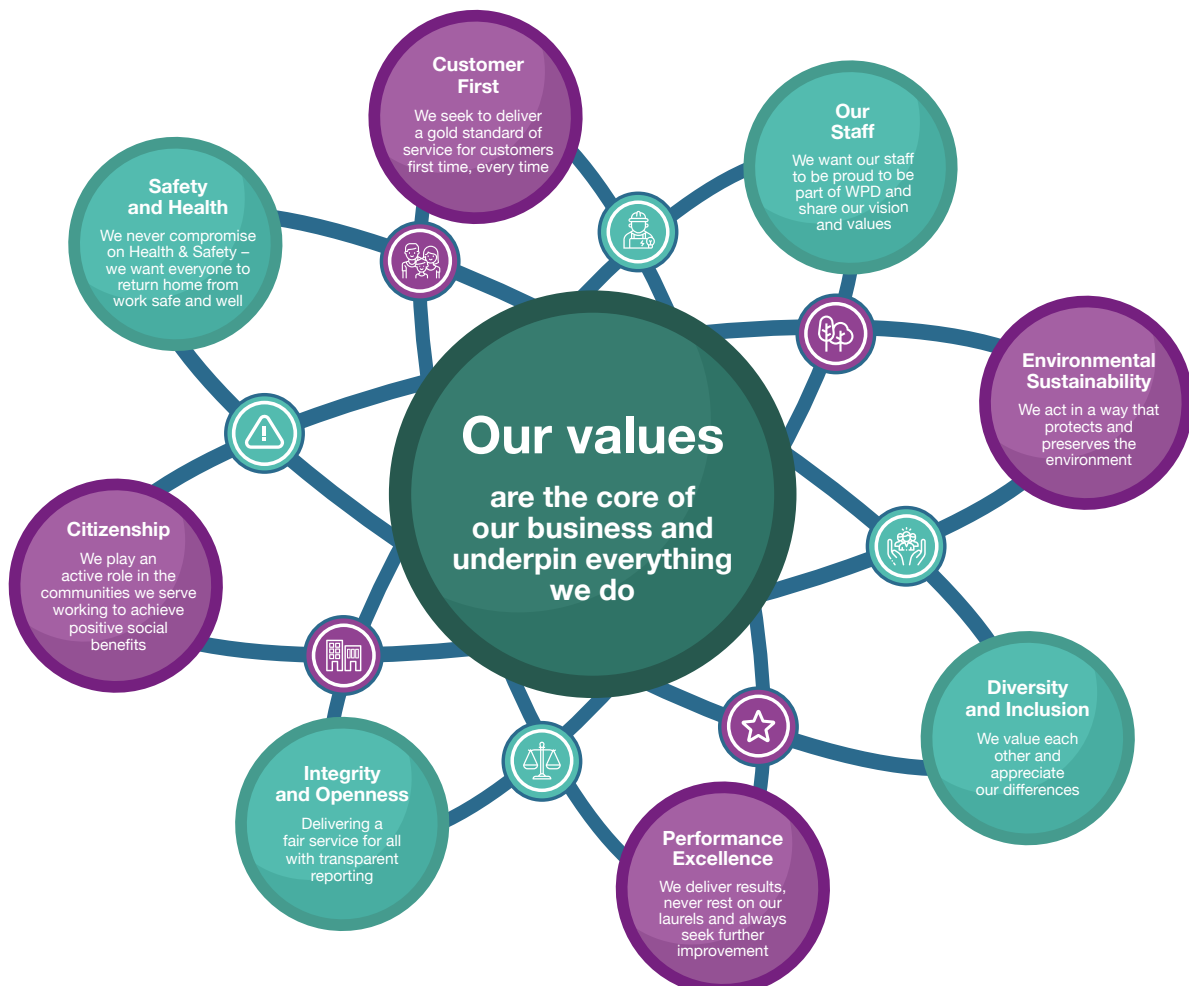 Customer
First
We seek to deliver
a gold standard of
service for customers
first time, every time
Our
Staff
We want our staff
to be proud to be
part of WPD and
share our vision
and values
Safety
and Health
We never compromise
on Health & Safety –
we want everyone to
return home from
work safe and well
Environmental
Sustainability
We act in a way that
protects and
preserves the
environment
Our values
are the core of
our business and
underpin everything
we do
Citizenship
We play an
active role in the
communities we serve
working to achieve
positive social
benefits
Diversity
and Inclusion
We value each
other and
appreciate
our differences
Integrity
and Openness
Delivering a
fair service for all
with transparent
reporting
Performance
Excellence
We deliver results,
never rest on our
laurels and always
seek further
improvement